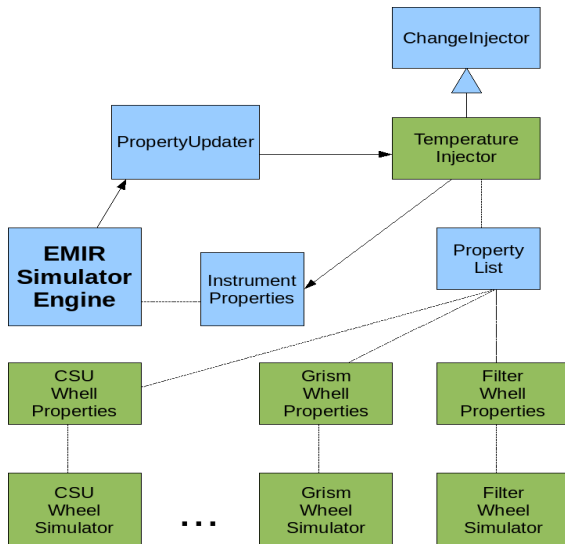 ChangeInjector
PropertyUpdater
Temperature
Injector
EMIR
Simulator
Engine
Instrument
Properties
Property
List
CSU
Whell
Properties
Grism
Whell
Properties
Filter
Whell
Properties
CSU
Wheel
Simulator
...
Grism
Wheel
Simulator
Filter
Wheel
Simulator